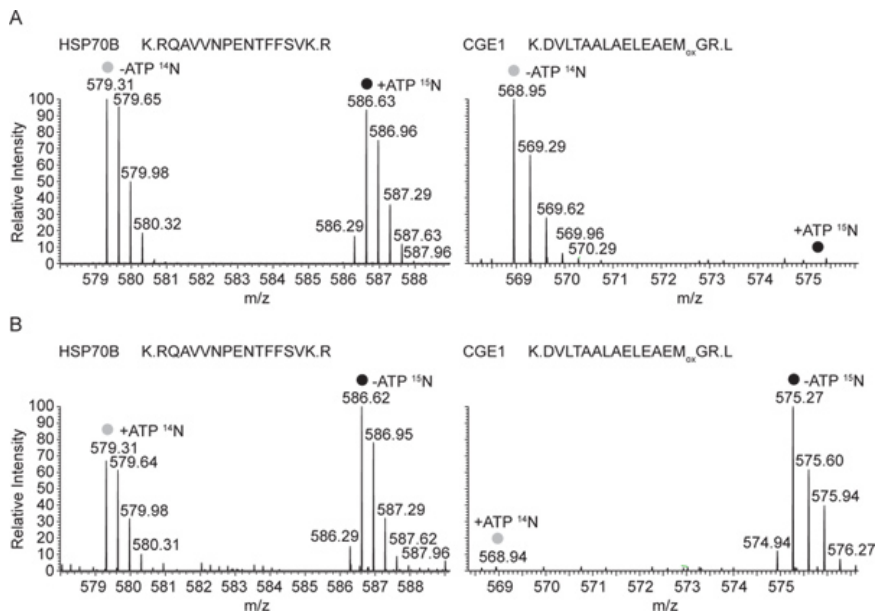 A
HSP70B K.RQAVVNPENTFFSVK.R
CGE1 K.DVLTAALAELEAEMoxGR.L
-ATP 14N
579.31
579.65
579.98
580.32
+ATP 15N
586.63
586.96
586.29
587.29
587.63
587.96
-ATP 14N
568.95
569.29
569.62
569.96
570.29
+ATP 15N
Relative Intensity
100
90
80
70
60
50
40
30
20
10
0
579 580 581 582 583 584 585 586 587 588
m/z
569 570 571 572 573 574 575
m/z
B
HSP70B K.RQAVVNPENTFFSVK.R
CGE1 K.DVLTAALAELEAEMoxGR.L
+ATP 14N
579.31
579.64
579.98
580.31
-ATP 15N
586.62
586.95
586.29
587.29
587.62
587.96
+ATP 14N
568.94
-ATP 15N
575.27
575.60
575.94
574.94
576.27
Relative Intensity
100
90
80
70
60
50
40
30
20
10
0
579 580 581 582 583 584 585 586 587 588
m/z
569 570 571 572 573 574 575
m/z